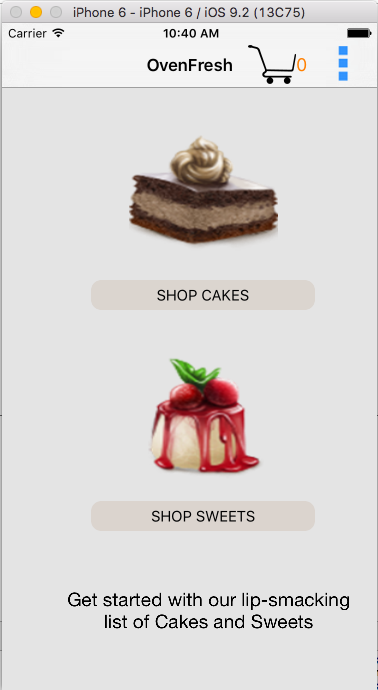 iPhone 6 - iPhone 6 / iOS 9.2 (13C75)
Carrier 10:40 AM
OvenFresh 0
SHOP CAKES
SHOP SWEETS
Get started with our lip-smacking
list of Cakes and Sweets